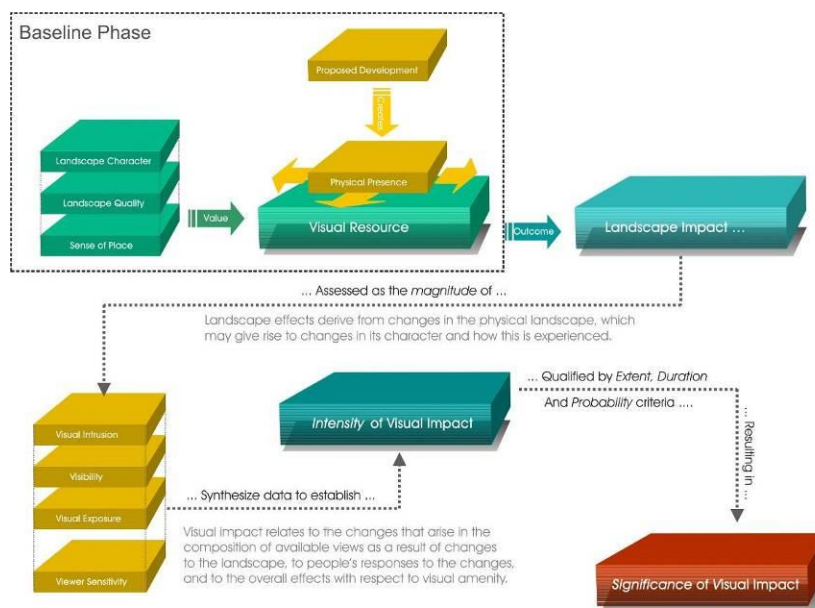 Baseline Phase
Proposed Development
Creates
Landscape Character
Landscape Quality
Sense of Place
Value
Physical Presence
Visual Resource
Outcome
Landscape Impact ...
... Assessed as the magnitude of ...
Landscape effects derive from changes in the physical landscape, which
may give rise to changes in its character and how this is experienced.
Visual Intrusion
Visibility
Visual Exposure
Viewer Sensitivity
... Synthesize data to establish ...
Visual impact relates to the changes that arise in the
composition of available views as a result of changes
to the landscape, to people's responses to the changes,
and to the overall effects with respect to visual amenity.
Intensity of Visual Impact
... Qualified by Extent, Duration
And Probability criteria ....
... Resulting in ...
Significance of Visual Impact